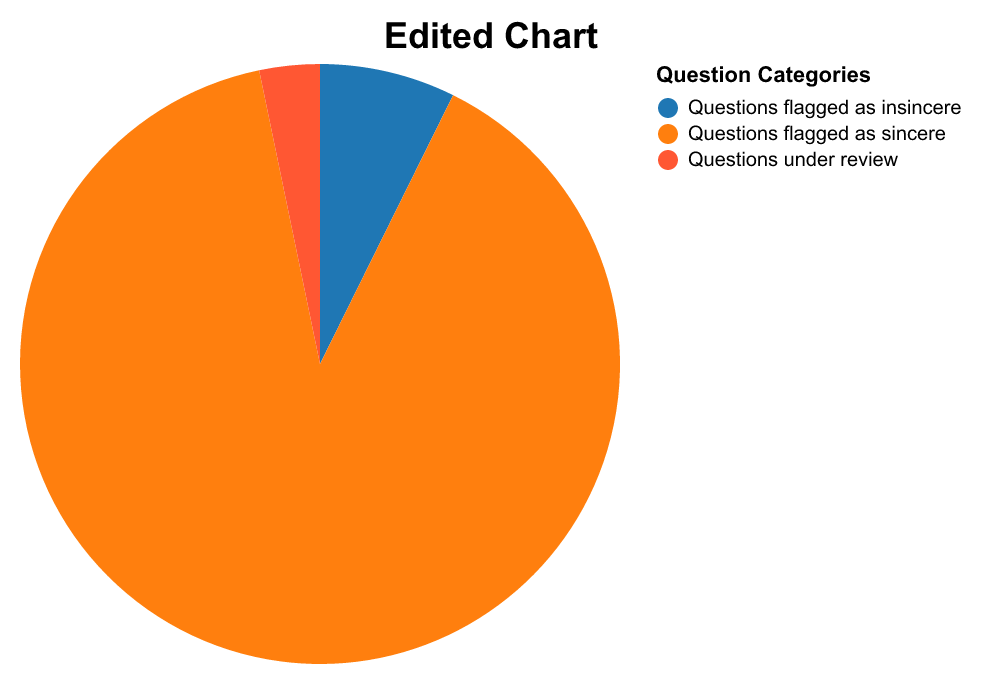 Edited Chart
Question Categories
Questions flagged as insincere
Questions flagged as sincere
Questions under review